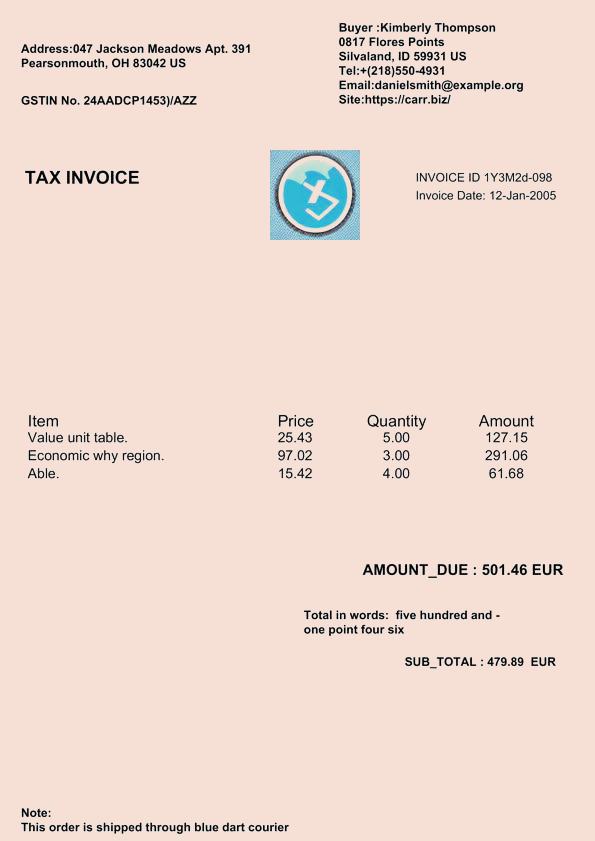 Address:047 Jackson Meadows Apt. 391
Pearsonmouth, OH 83042 US
GSTIN No. 24AADCP1453)/AZZ
Buyer :Kimberly Thompson
0817 Flores Points
Silvaland, ID 59931 US
Tel:+(218)550-4931
Email:danielsmith@example.org
Site:https://carr.biz/
TAX INVOICE
INVOICE ID 1Y3M2d-098
Invoice Date: 12-Jan-2005
Item Price Quantity Amount
Value unit table. 25.43 5.00 127.15
Economic why region. 97.02 3.00 291.06
Able. 15.42 4.00 61.68
AMOUNT_DUE : 501.46 EUR
Total in words: five hundred and -
one point four six
SUB_TOTAL : 479.89 EUR
Note:
This order is shipped through blue dart courier